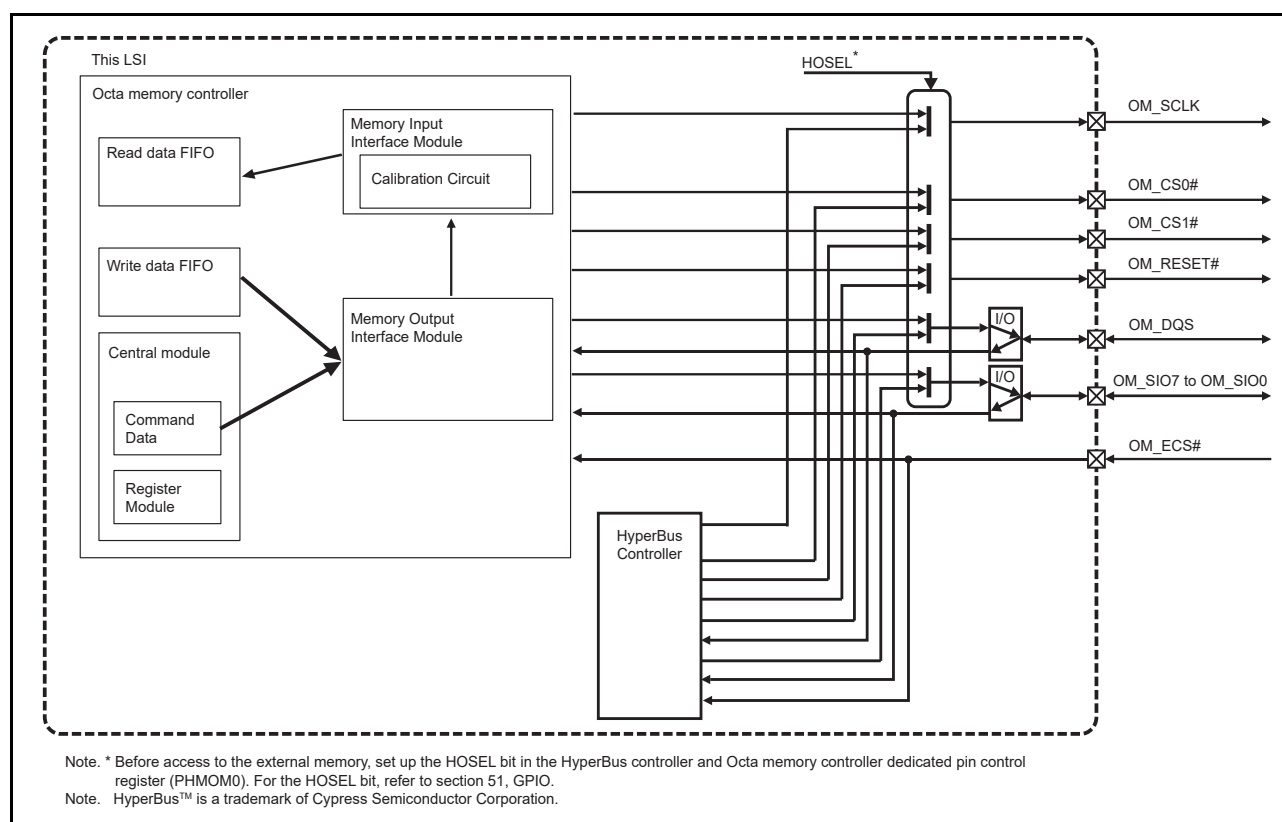 This LSI
HOSEL*
Octa memory controller
OM_SCLK
Memory Input
Interface Module
Read data FIFO
Calibration Circuit
OM_CS0#
OM_CS1#
Write data FIFO
OM_RESET#
Memory Output
Interface Module
I/O
OM_DQS
Central module
I/O
OM_SIO7 to OM_SIO0
Command
Data
OM_ECS#
Register
Module
HyperBus
Controller
Note. * Before access to the external memory, set up the HOSEL bit in the HyperBus controller and Octa memory controller dedicated pin control
register (PHMOM0). For the HOSEL bit, refer to section 51, GPIO.
Note. HyperBus™ is a trademark of Cypress Semiconductor Corporation.